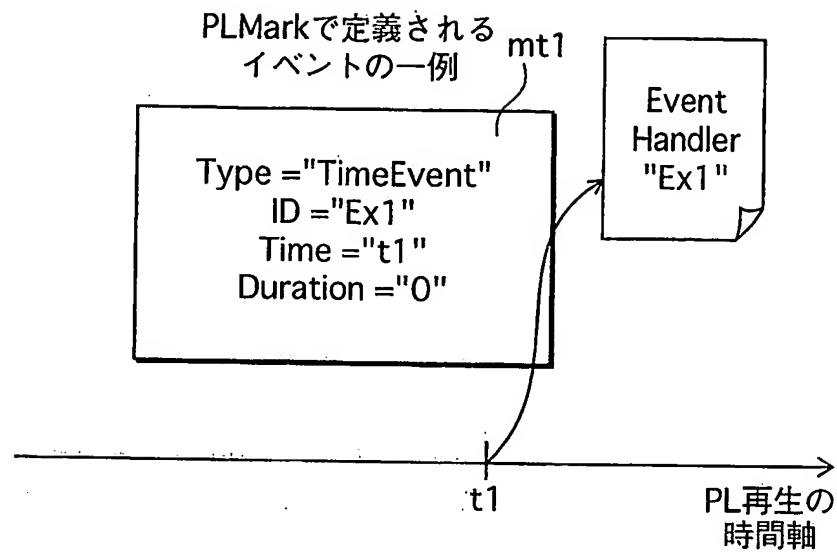 PLMarkで定義される
イベントの一例
mt1
Type ="TimeEvent"
ID ="Ex1"
Time ="t1"
Duration ="0"
Event
Handler
"Ex1"
t1
PL再生の
時間軸